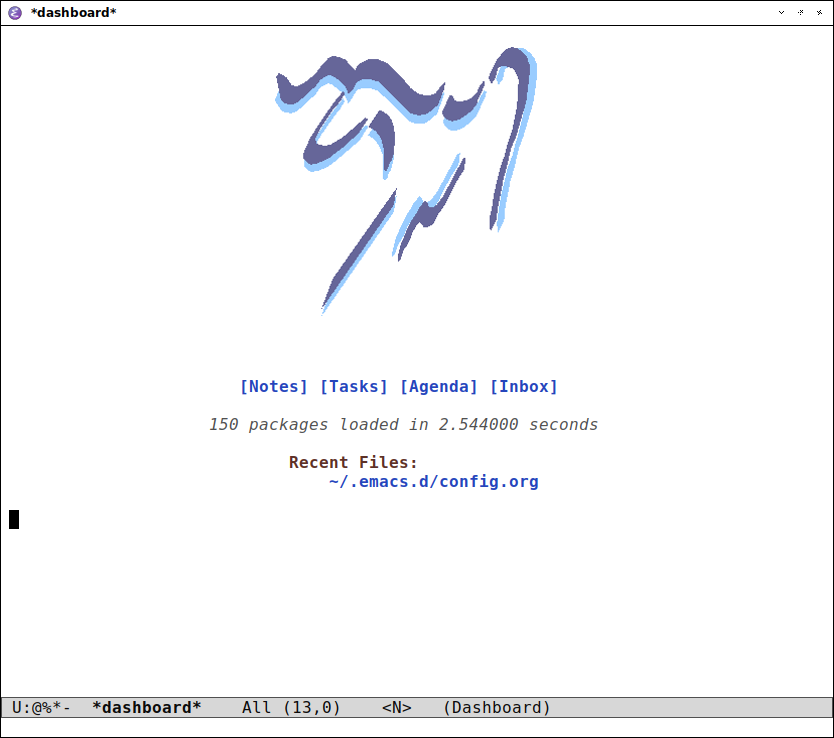 *dashboard*
[Notes] [Tasks] [Agenda] [Inbox]
150 packages loaded in 2.544000 seconds
Recent Files:
~/.emacs.d/config.org
U:@%*-  *dashboard*    All (13,0)    <N>   (Dashboard)